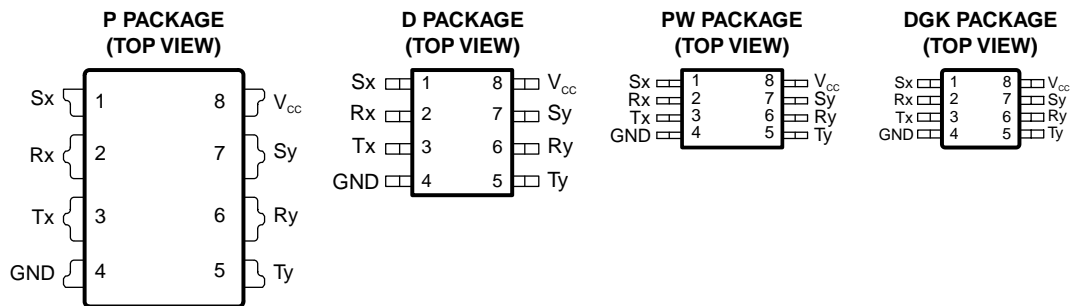 P PACKAGE
(TOP VIEW)
Sx 1 8 Vcc
Rx 2 7 Sy
Tx 3 6 Ry
GND 4 5 Ty
D PACKAGE
(TOP VIEW)
Sx 1 8 Vcc
Rx 2 7 Sy
Tx 3 6 Ry
GND 4 5 Ty
PW PACKAGE
(TOP VIEW)
Sx 1 8 Vcc
Rx 2 7 Sy
Tx 3 6 Ry
GND 4 5 Ty
DGK PACKAGE
(TOP VIEW)
Sx 1 8 Vcc
Rx 2 7 Sy
Tx 3 6 Ry
GND 4 5 Ty